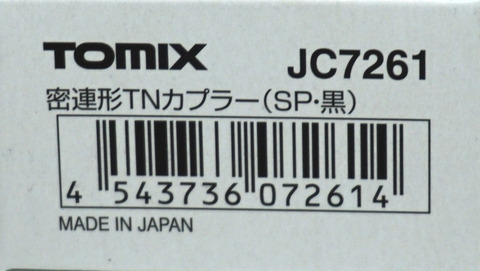 TOMIX JC7261
密連形TNカプラー(SP・黒)
4 543736 072614
MADE IN JAPAN